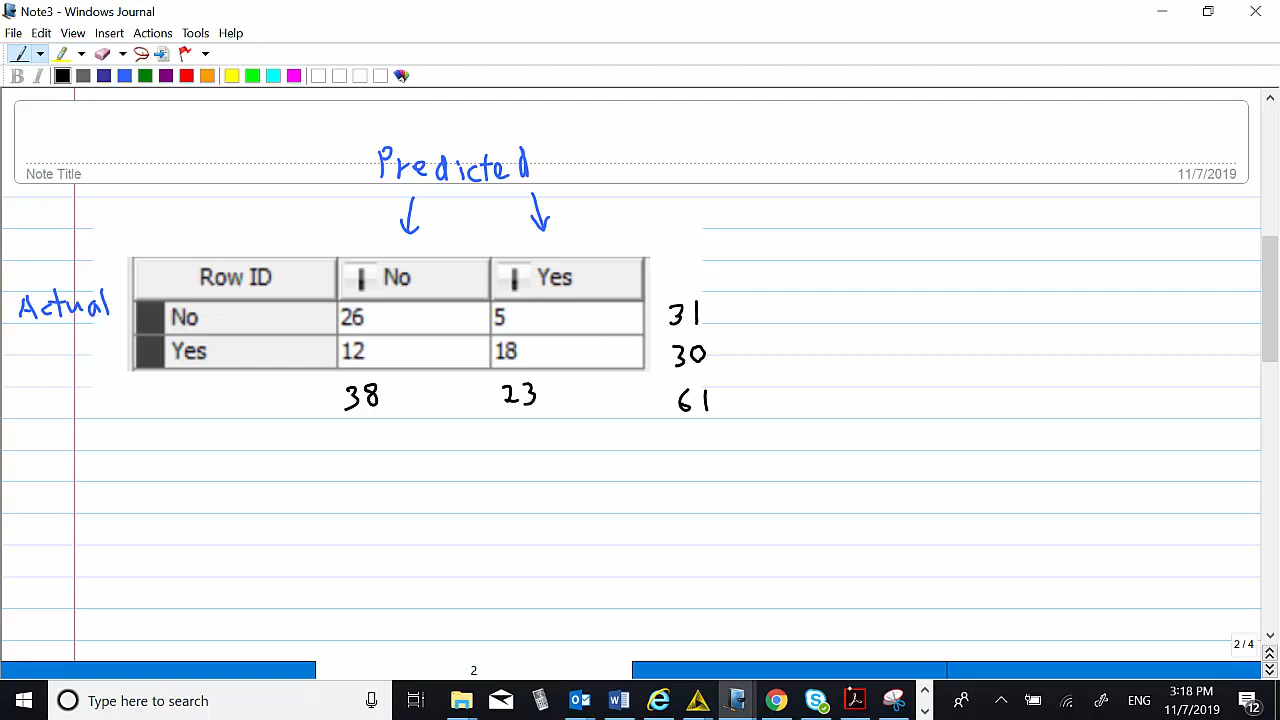 Note3 - Windows Journal
File Edit View Insert Actions Tools Help
B I
Predicted
Note Title 11/7/2019
Row ID No Yes
Actual
No 26 5 31
Yes 12 18 30
38 23 61
2 / 4
2
Type here to search
ENG
3:18 PM
11/7/2019
12